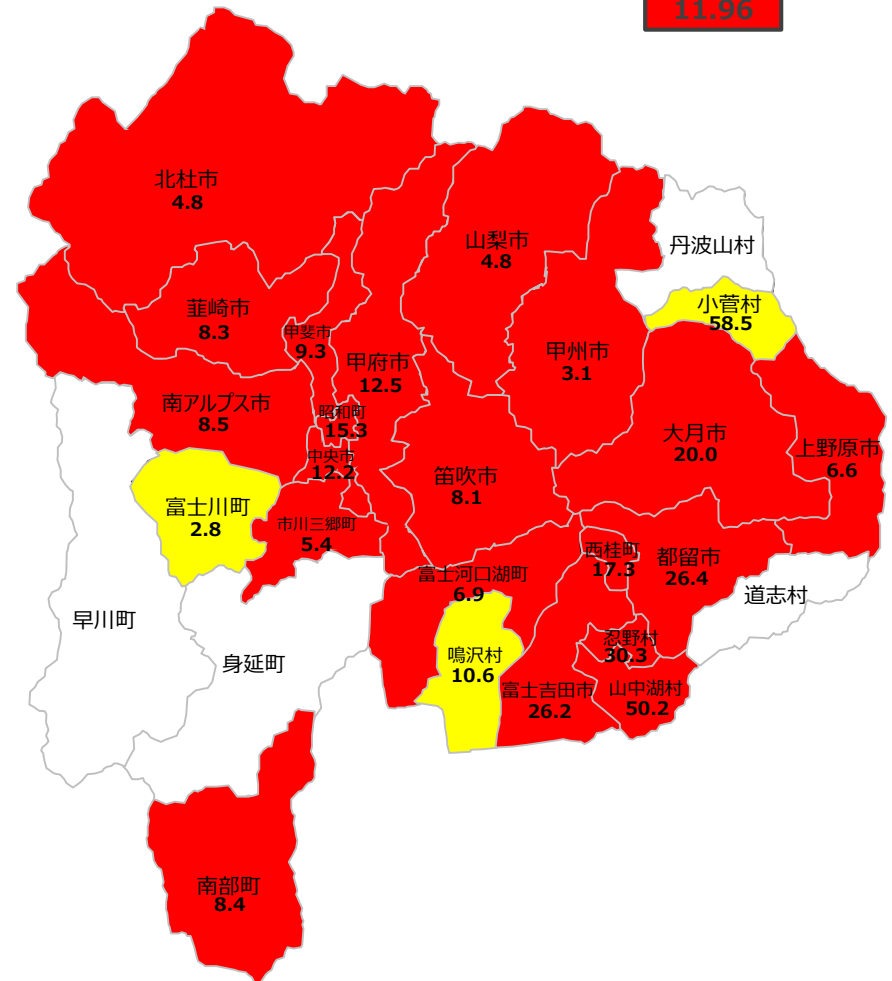 11.96
北杜市
4.8
山梨市
4.8
丹波山村
小菅村
58.5
韮崎市
8.3
甲斐市
9.3
甲府市
12.5
甲州市
3.1
南アルプス市
8.5
昭和町
15.3
大月市
20.0
上野原市
6.6
中央市
12.2
笛吹市
8.1
富士川町
2.8
市川三郷町
5.4
西桂町
17.3
都留市
26.4
富士河口湖町
6.9
道志村
早川町
身延町
忍野村
30.3
鳴沢村
10.6
富士吉田市
26.2
山中湖村
50.2
南部町
8.4